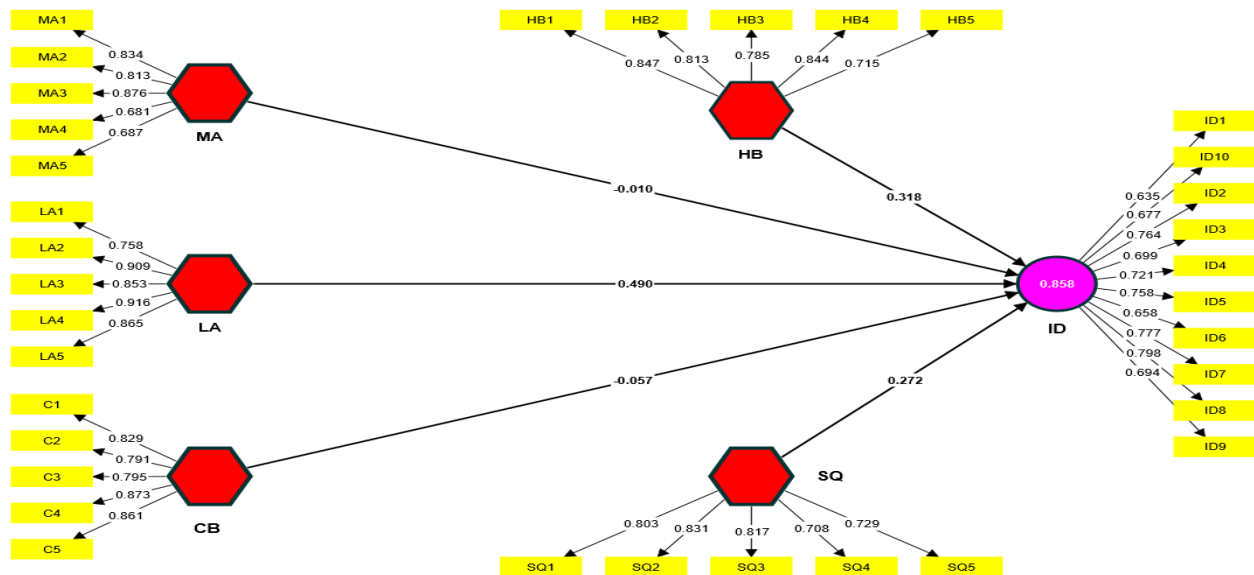 MA1
MA2
MA3
MA4
MA5
0.834
0.813
0.876
0.681
0.687
MA
HB1
HB2
HB3
HB4
HB5
0.847
0.813
0.785
0.844
0.715
HB
LA1
LA2
LA3
LA4
LA5
0.758
0.909
0.853
0.916
0.865
LA
C1
C2
C3
C4
C5
0.829
0.791
0.795
0.873
0.861
CB
-0.010
0.318
0.490
-0.057
0.272
0.858
ID
SQ
0.803
0.831
0.817
0.708
0.729
SQ1
SQ2
SQ3
SQ4
SQ5
0.635
0.677
0.764
0.699
0.721
0.758
0.658
0.777
0.798
0.694
ID1
ID10
ID2
ID3
ID4
ID5
ID6
ID7
ID8
ID9